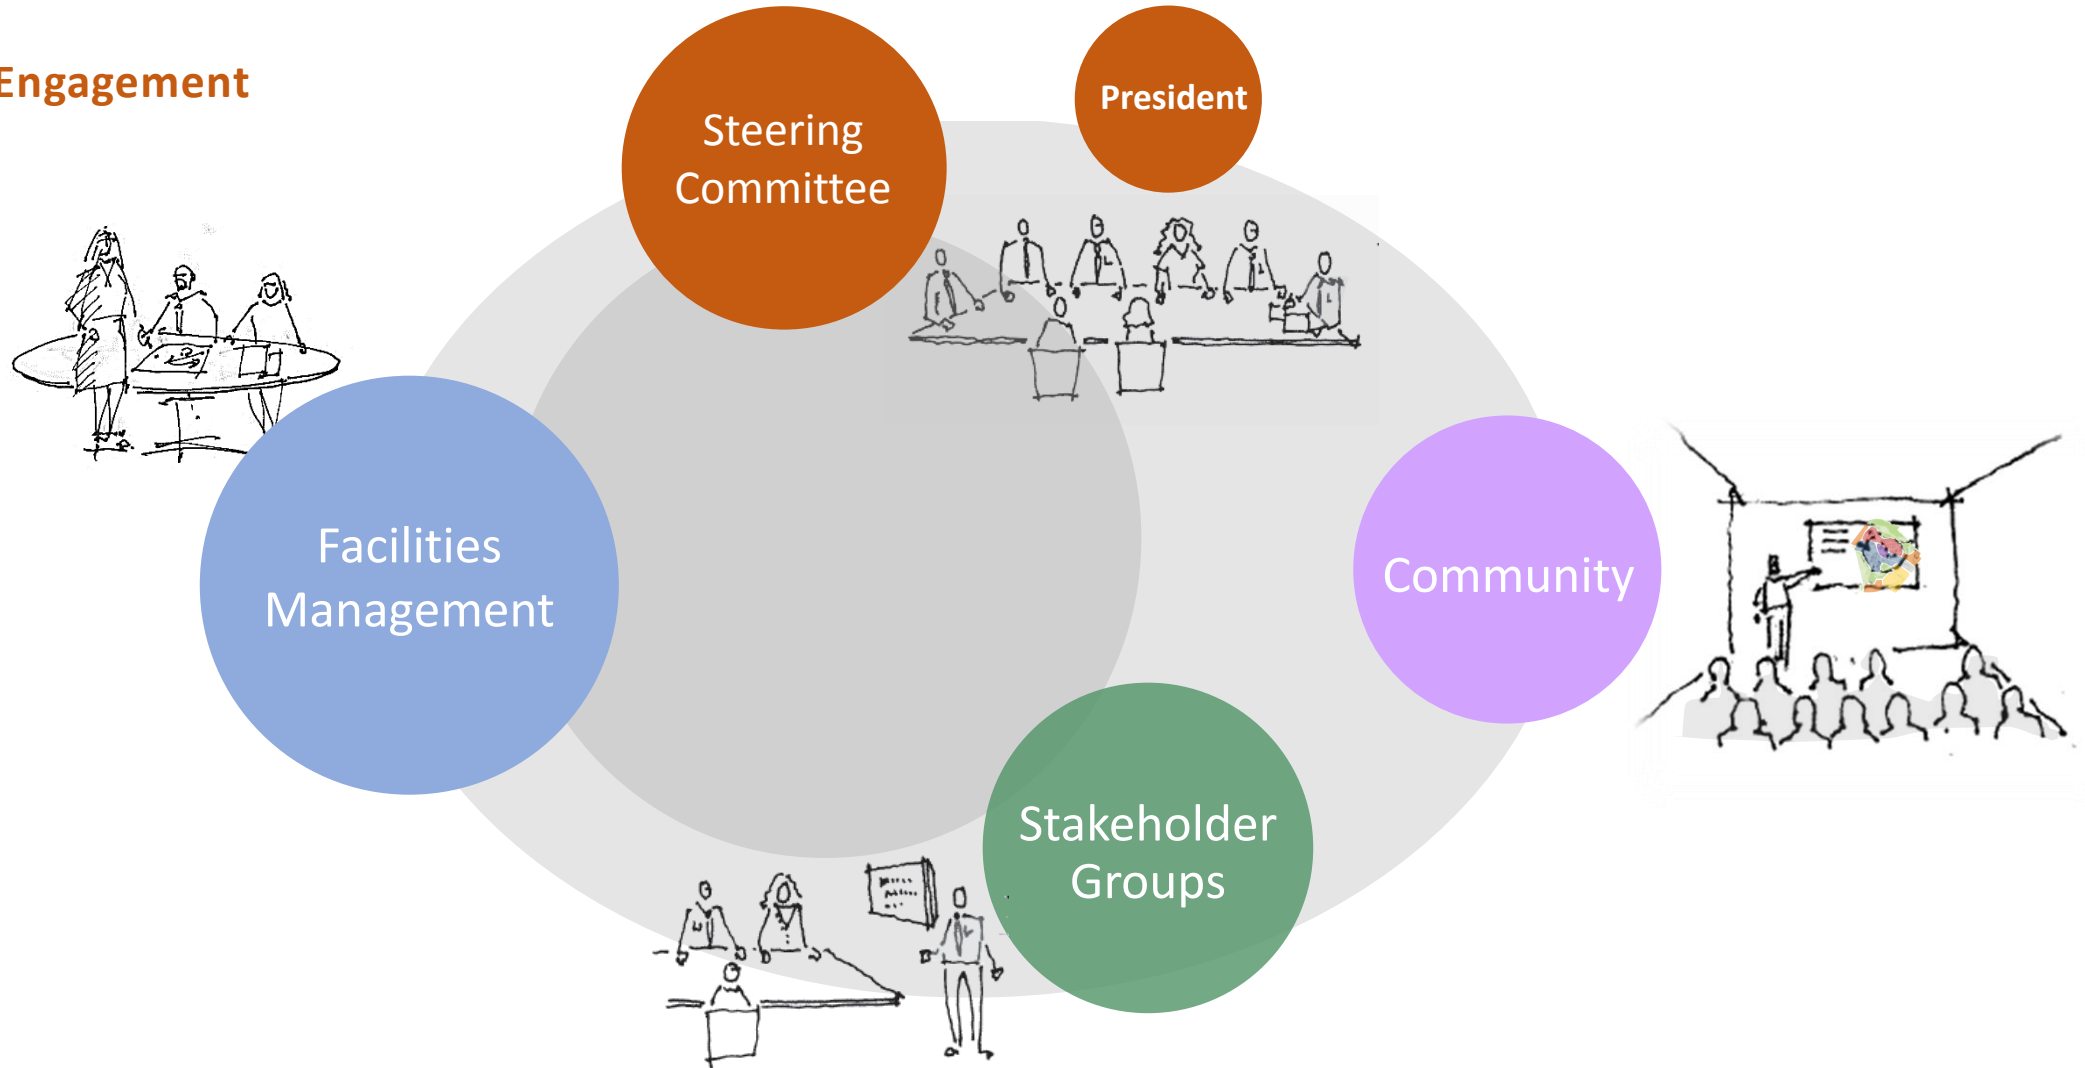 Engagement
President
Steering
Committee
Facilities
Management
Community
Stakeholder
Groups